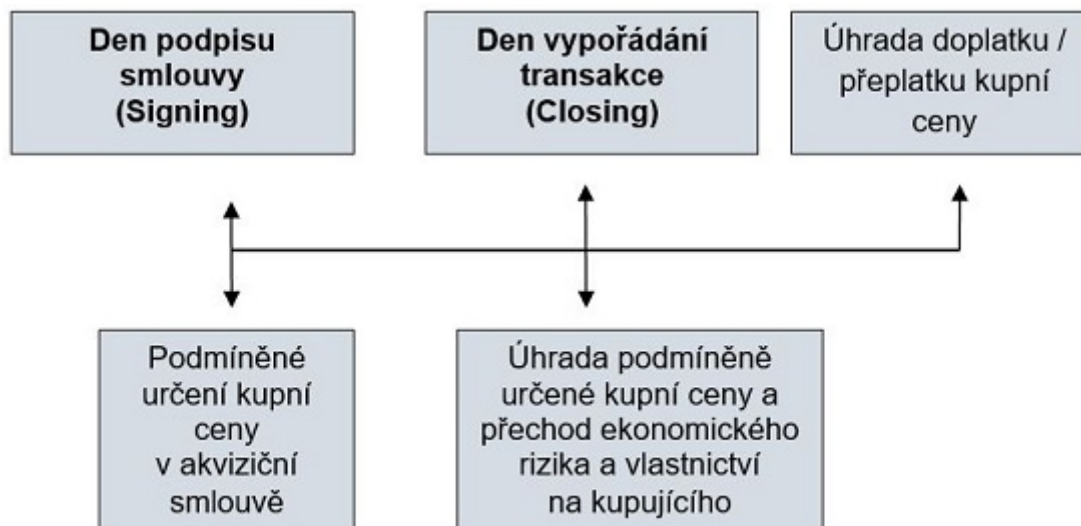 Den podpisu
smlouvy
(Signing)
Den vypořádání
transakce
(Closing)
Úhrada doplatku /
přeplatku kupní
ceny
Podmíněné
určení kupní
ceny
v akviziční
smlouvě
Úhrada podmíněně
určené kupní ceny a
přechod ekonomického
rizika a vlastnictví
na kupujícího